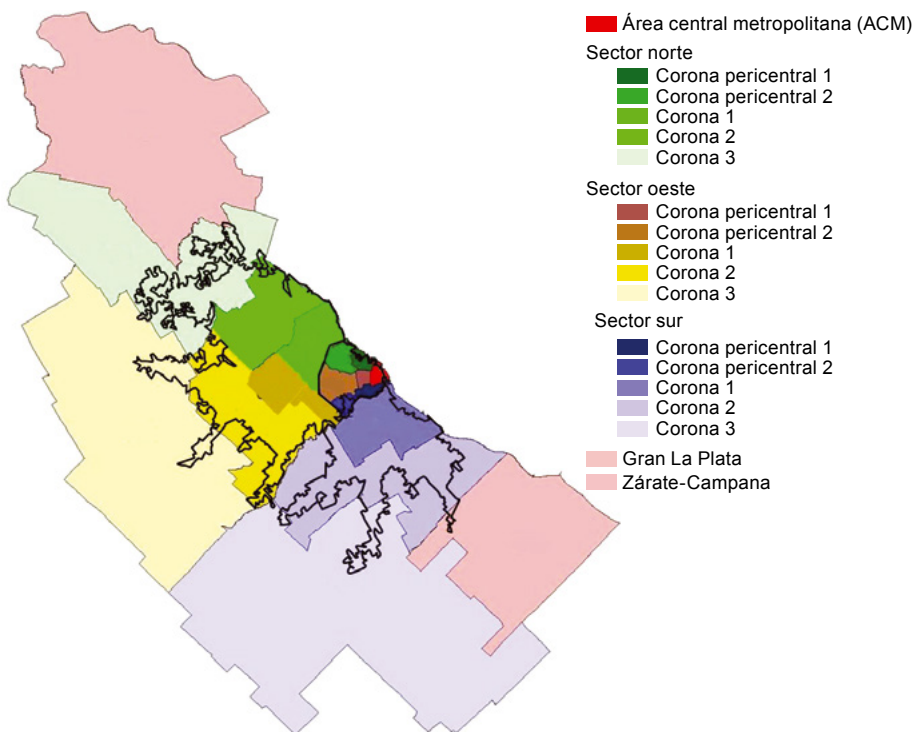 Área central metropolitana (ACM)
Sector norte
Corona pericentral 1
Corona pericentral 2
Corona 1
Corona 2
Corona 3
Sector oeste
Corona pericentral 1
Corona pericentral 2
Corona 1
Corona 2
Corona 3
Sector sur
Corona pericentral 1
Corona pericentral 2
Corona 1
Corona 2
Corona 3
Gran La Plata
Zárate-Campana